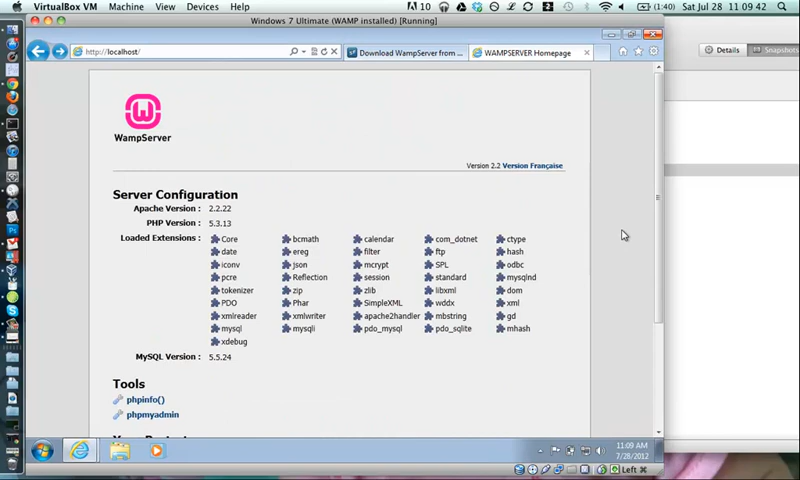 VirtualBox VM Machine View Devices Help 10 2 (1:40) Sat Jul 28 11:09:42
Windows 7 Ultimate (WAMP installed) [Running]
http://localhost/
Download WampServer from ...
WAMPSERVER Homepage
Details
Snapshots
W
WampServer
Version 2.2 Version Française
Server Configuration
Apache Version : 2.2.22
PHP Version : 5.3.13
Loaded Extensions : Core bcmath calendar com_dotnet ctype
date ereg filter ftp hash
iconv json mcrypt SPL odbc
pcre Reflection session standard mysqlnd
tokenizer zip zlib libxml dom
PDO Phar SimpleXML wddx xml
xmlreader xmlwriter apache2handler mbstring gd
mysql mysqli pdo_mysql pdo_sqlite mhash
xdebug
MySQL Version : 5.5.24
Tools
phpinfo()
phpmyadmin
11:09 AM
7/28/2012
Left ⌘